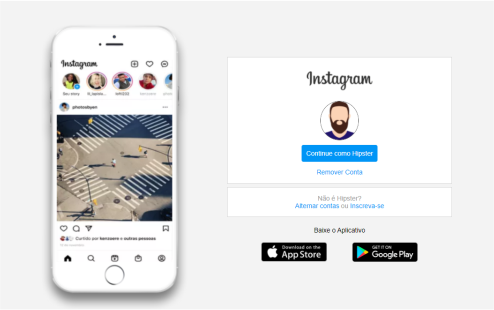 Instagram
Seu story
photosbyen
Curtido por kenzoere e outras pessoas
Instagram
Continue como Hipster
Remover Conta
Não é Hipster?
Alternar contas ou Inscreva-se
Baixe o Aplicativo
Download on the
App Store
GET IT ON
Google Play